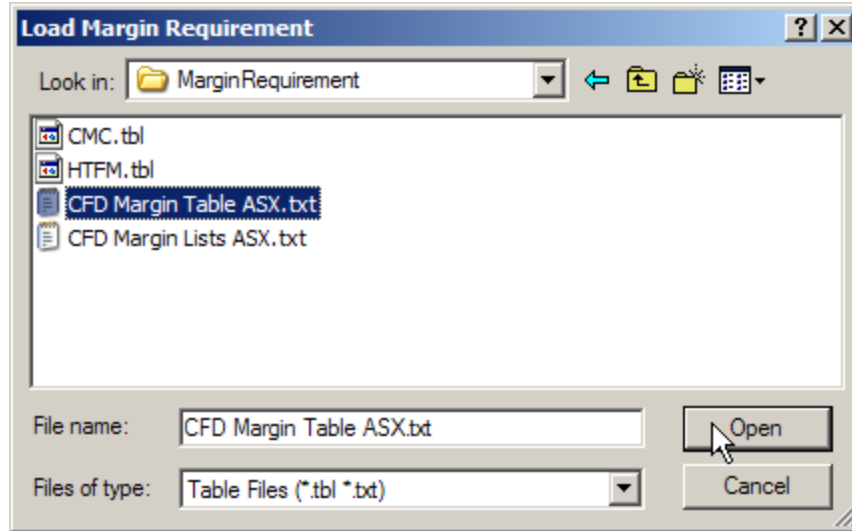 Load Margin Requirement
Look in: MarginRequirement
CMC.tbl
HTFM.tbl
CFD Margin Table ASX.txt
CFD Margin Lists ASX.txt
File name: CFD Margin Table ASX.txt Open
Files of type: Table Files (*.tbl *.txt) Cancel